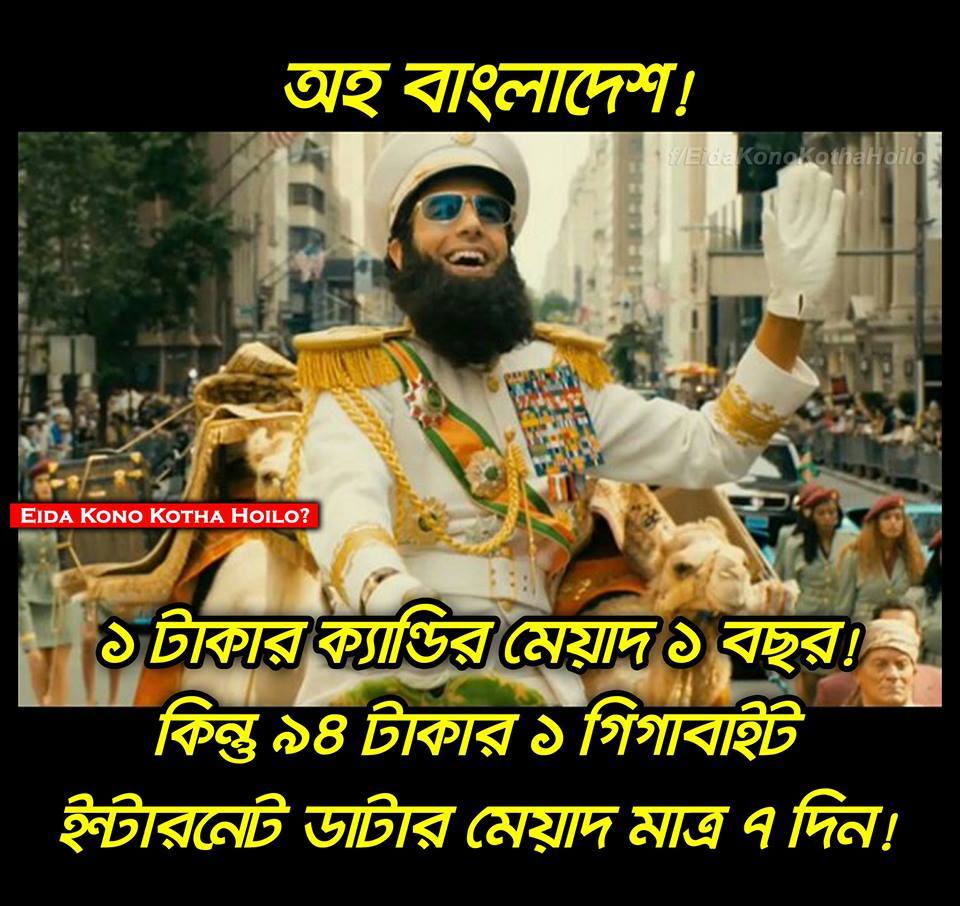 অহ বাংলাদেশ!
f/EidaKonoKothaHoilo
EIDA KONO KOTHA HOILO?
১ টাকার ক্যান্ডির মেয়াদ ১ বছর!
কিন্তু ৯৪ টাকার ১ গিগাবাইট
ইন্টারনেট ডাটার মেয়াদ মাত্র ৭ দিন!